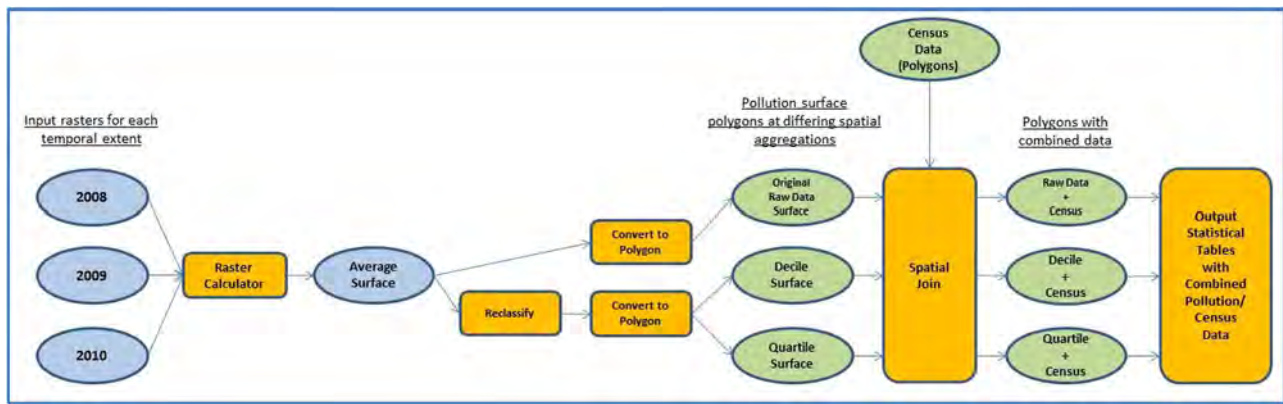 Census
Data
(Polygons)
Input rasters for each
temporal extent
Pollution surface
polygons at differing spatial
aggregations
Polygons with
combined data
2008
2009
2010
Raster
Calculator
Average
Surface
Reclassify
Convert to
Polygon
Convert to
Polygon
Original
Raw Data
Surface
Decile
Surface
Quartile
Surface
Spatial
Join
Raw Data
+
Census
Decile
+
Census
Quartile
+
Census
Output
Statistical
Tables
with
Combined
Pollution/
Census
Data